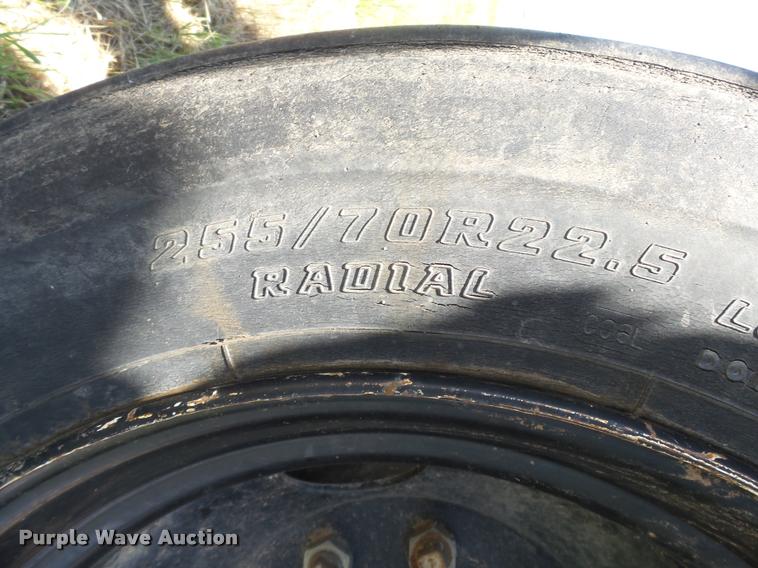 255/70R22.5
RADIAL
Purple Wave Auction